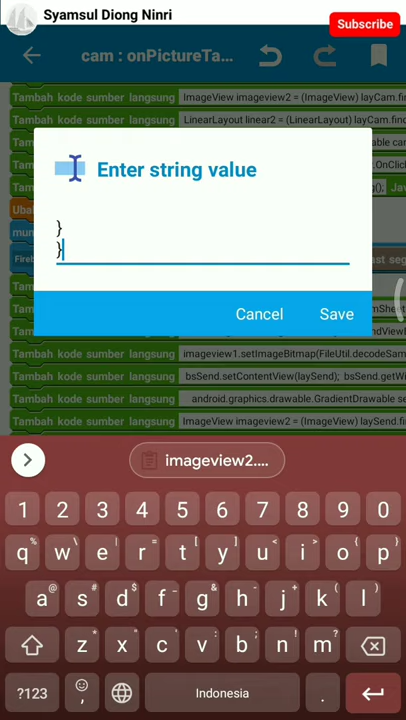 Syamsul Diong Ninri
Subscribe
cam : onPictureTa...
Tambah kode sumber langsung ImageView imageview2 = (ImageView) layCam.fin
Tambah kode sumber langsung LinearLayout linear2 = (LinearLayout) layCam.find
Enter string value
}
}
Cancel Save
Tambah kode sumber langsung imageview1.setImageBitmap(FileUtil.decodeSam
Tambah kode sumber langsung bsSend.setContentView(laySend); bsSend.getWi
Tambah kode sumber langsung android.graphics.drawable.GradientDrawable se
Tambah kode sumber langsung ImageView imageview2 = (ImageView) laySend.fi
imageview2....
1 2 3 4 5 6 7 8 9 0
q w e r t y u i o p
a s d f g h j k l
z x c v b n m
?123 , Indonesia .